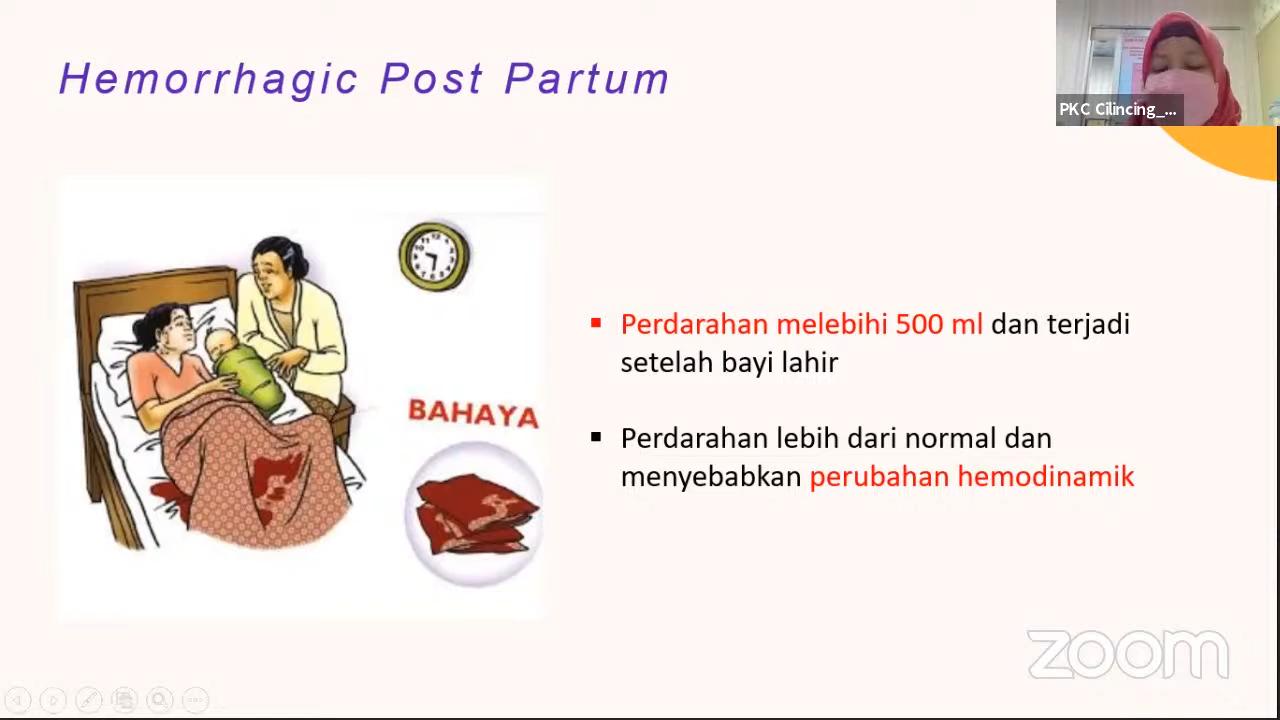 Hemorrhagic Post Partum
PKC Cilincing_...
BAHAYA
Perdarahan melebihi 500 ml dan terjadi
setelah bayi lahir
Perdarahan lebih dari normal dan
menyebabkan perubahan hemodinamik
zoom